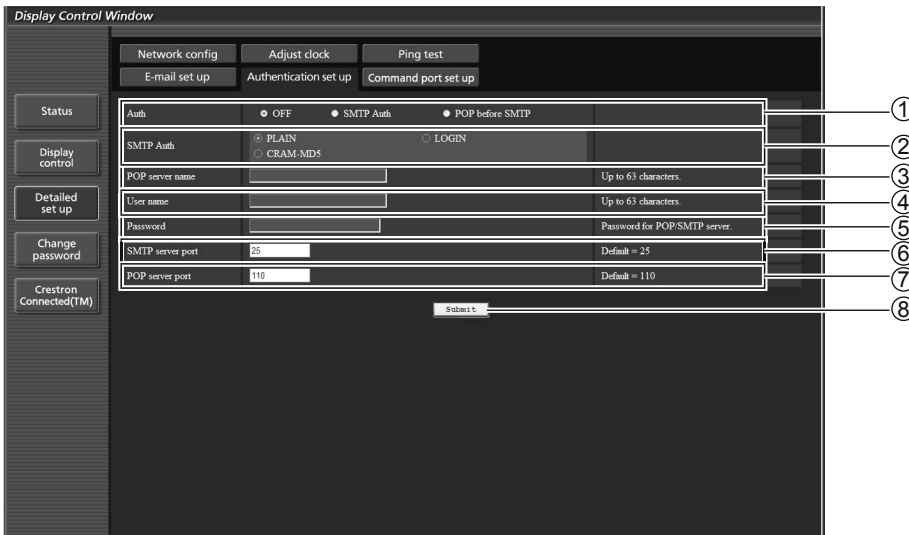 Display Control Window
Network config Adjust clock Ping test
E-mail set up Authentication set up Command port set up
Status
Display
control
Detailed
set up
Change
password
Crestron
Connected(TM)
Auth OFF SMTP Auth POP before SMTP ①
SMTP Auth PLAIN LOGIN ②
CRAM-MD5
POP server name Up to 63 characters. ③
User name Up to 63 characters. ④
Password Password for POP/SMTP server. ⑤
SMTP server port 25 Default = 25 ⑥
POP server port 110 Default = 110 ⑦
Submit ⑧